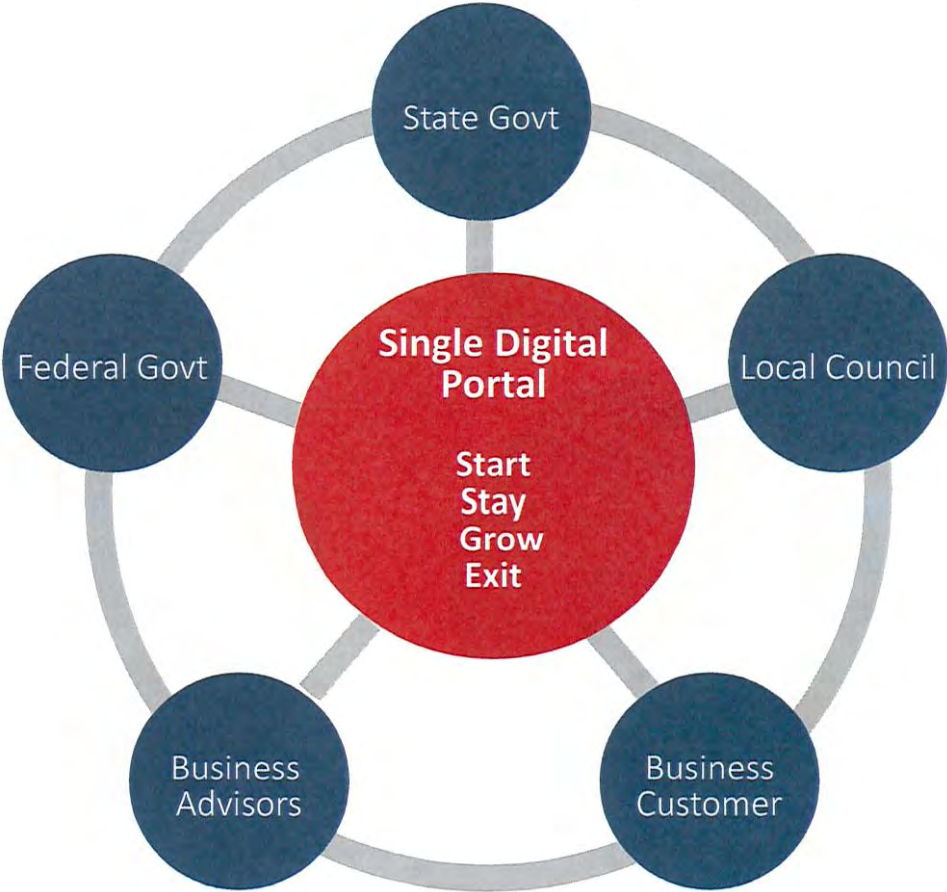 State Govt
Federal Govt
Local Council
Single Digital
Portal
Start
Stay
Grow
Exit
Business
Advisors
Business
Customer